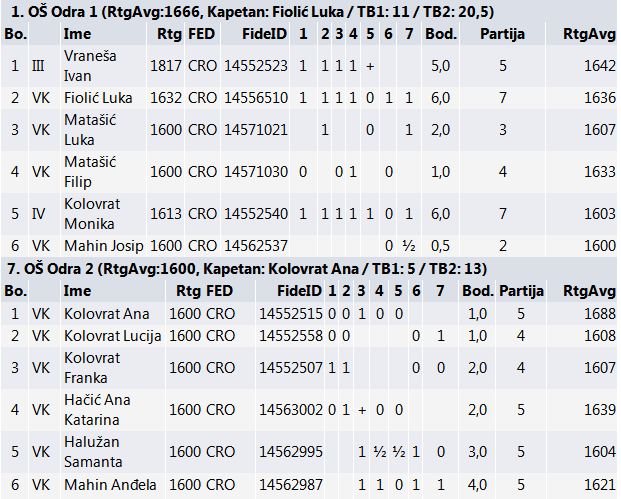 1. OŠ Odra 1 (RtgAvg:1666, Kapetan: Fiolić Luka / TB1: 11 / TB2: 20,5)
Bo. Ime Rtg FED FideID 1 2 3 4 5 6 7 Bod. Partija RtgAvg
1 III Vraneša Ivan 1817 CRO 14552523 1 1 1 1 + 5,0 5 1642
2 VK Fiolić Luka 1632 CRO 14556510 1 1 1 1 0 1 1 6,0 7 1636
3 VK Matašić Luka 1600 CRO 14571021 1 0 1 2,0 3 1607
4 VK Matašić Filip 1600 CRO 14571030 0 0 1 0 1,0 4 1633
5 IV Kolovrat Monika 1613 CRO 14552540 1 1 1 1 1 0 1 6,0 7 1603
6 VK Mahin Josip 1600 CRO 14562537 0 ½ 0,5 2 1600
7. OŠ Odra 2 (RtgAvg:1600, Kapetan: Kolovrat Ana / TB1: 5 / TB2: 13)
Bo. Ime Rtg FED FideID 1 2 3 4 5 6 7 Bod. Partija RtgAvg
1 VK Kolovrat Ana 1600 CRO 14552515 0 0 1 0 0 1,0 5 1688
2 VK Kolovrat Lucija 1600 CRO 14552558 0 0 0 1 1,0 4 1608
3 VK Kolovrat Franka 1600 CRO 14552507 1 1 0 0 2,0 4 1607
4 VK Hačić Ana Katarina 1600 CRO 14563002 0 1 + 0 0 2,0 5 1639
5 VK Halužan Samanta 1600 CRO 14562995 1 ½ ½ 1 0 3,0 5 1604
6 VK Mahin Anđela 1600 CRO 14562987 1 1 0 1 1 4,0 5 1621